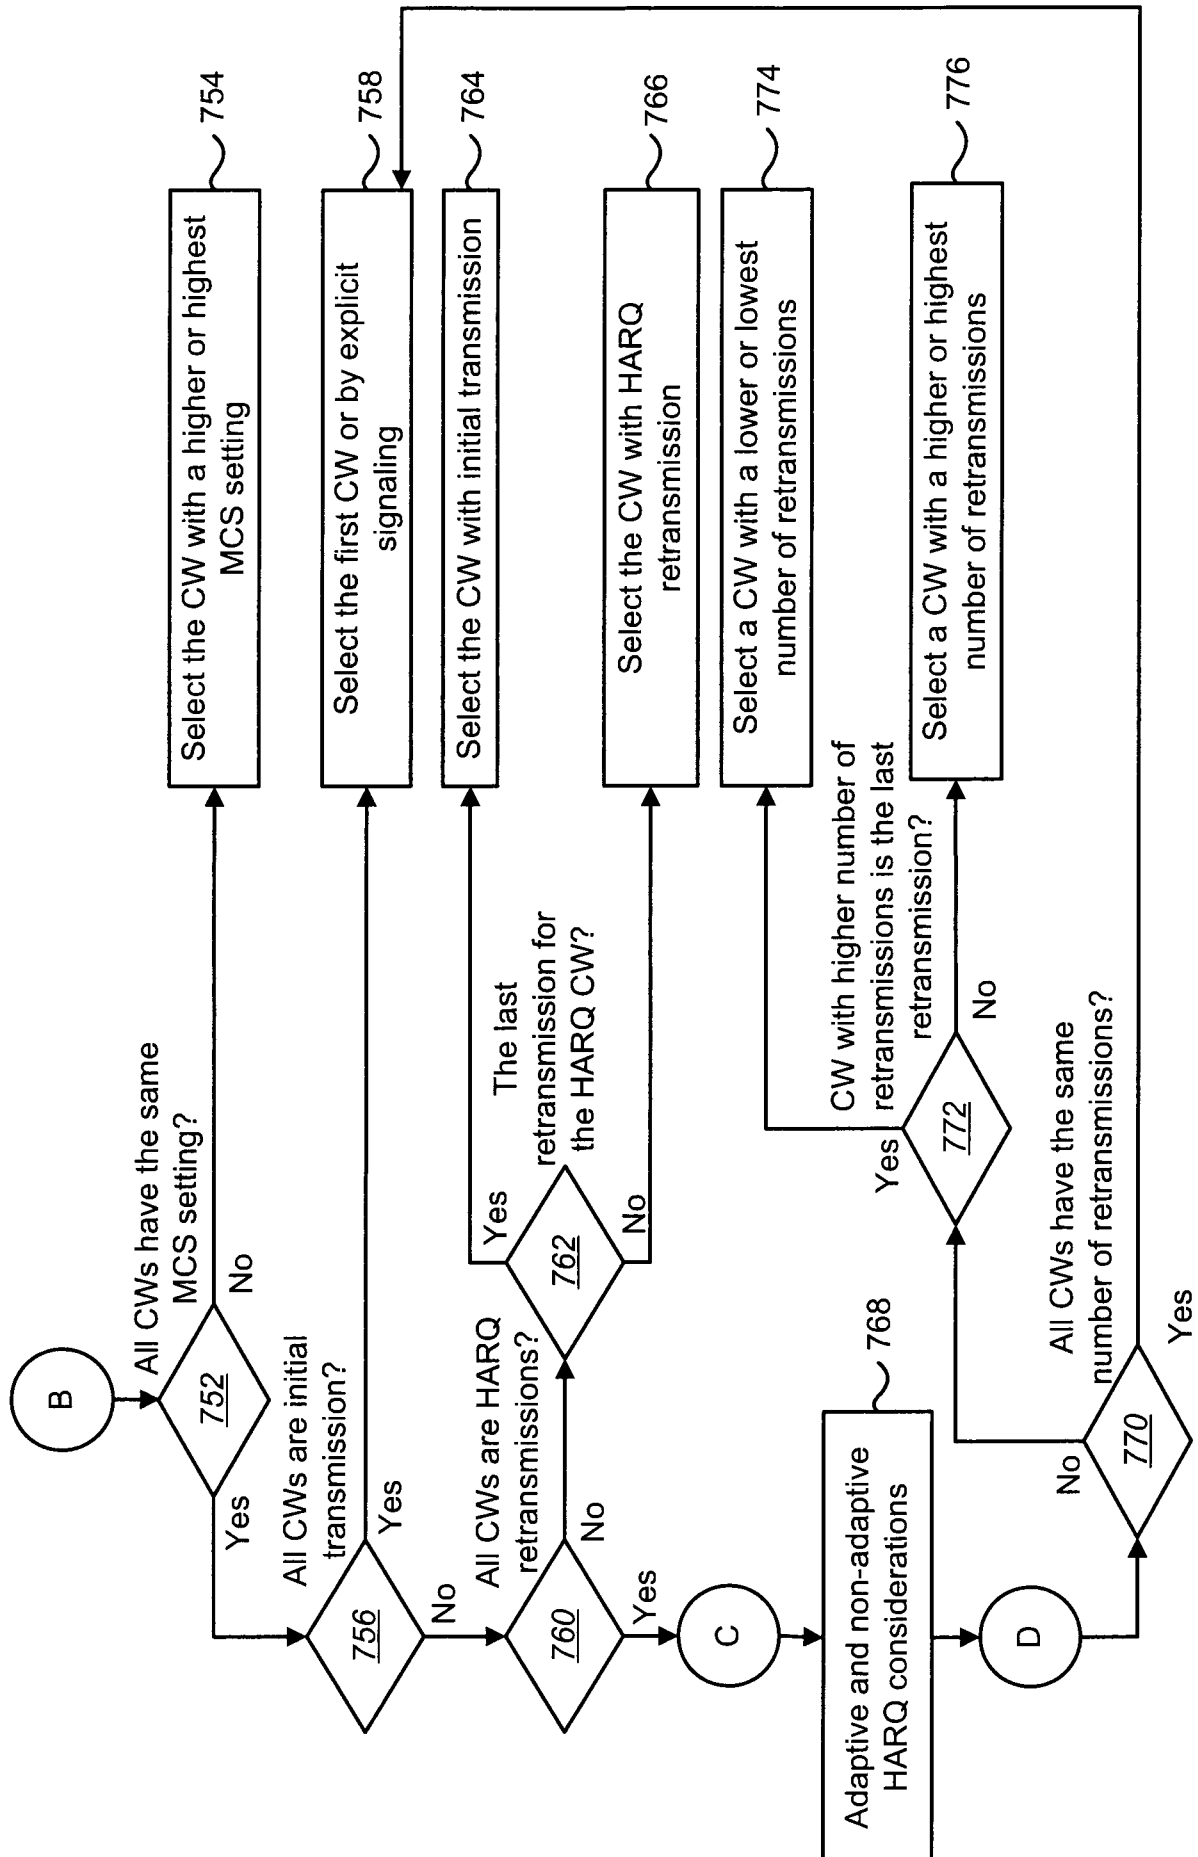 B
All CWs have the same
MCS setting?
752
No
Yes
Select the CW with a higher or highest
MCS setting
754
All CWs are initial
transmission?
756
Yes
No
Select the first CW or by explicit
signaling
758
All CWs are HARQ
retransmissions?
760
No
Yes
The last
retransmission for
the HARQ CW?
762
Yes
No
Select the CW with initial transmission
764
Select the CW with HARQ
retransmission
766
C
Adaptive and non-adaptive
HARQ considerations
768
D
All CWs have the same
number of retransmissions?
770
No
Yes
CW with higher number of
retransmissions is the last
retransmission?
772
Yes
No
Select a CW with a lower or lowest
number of retransmissions
774
Select a CW with a higher or highest
number of retransmissions
776